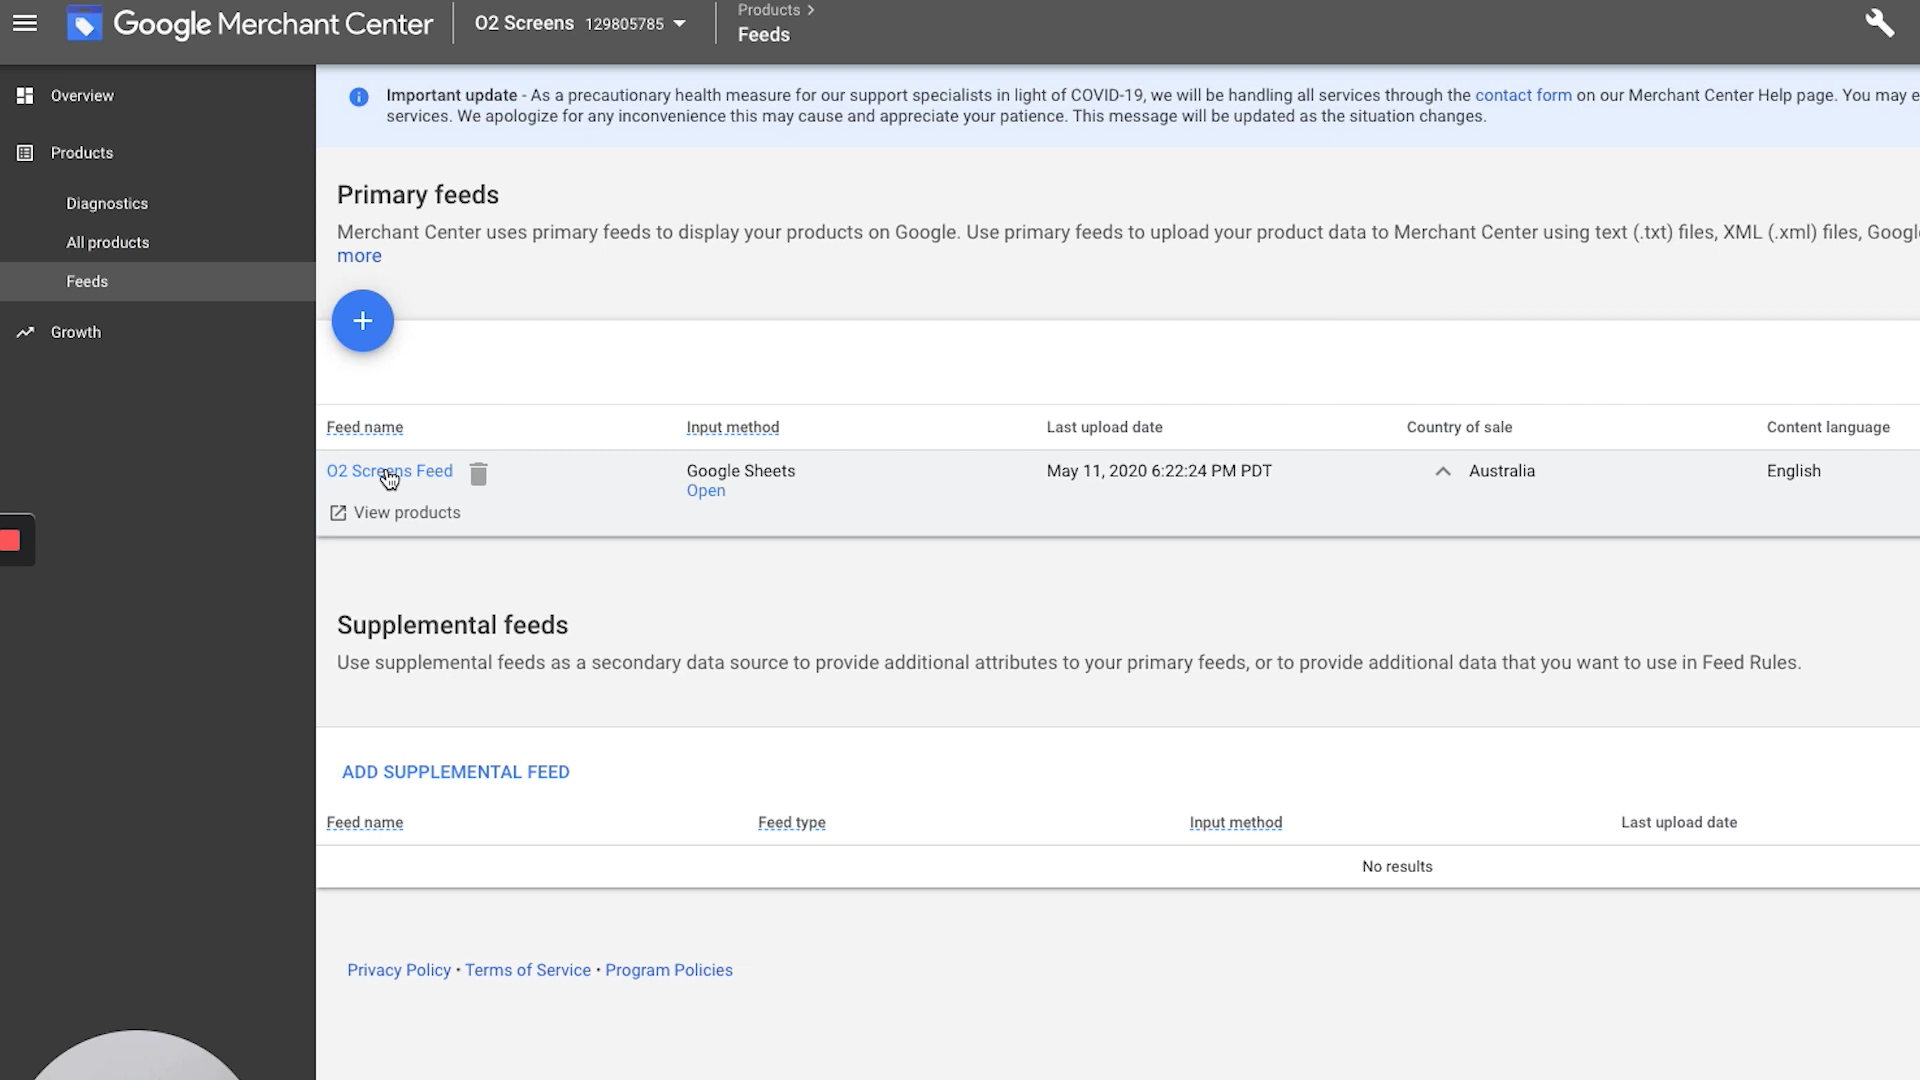 Google Merchant Center
O2 Screens 129805785
Products >
Feeds
Overview
Products
Diagnostics
All products
Feeds
Growth
Important update - As a precautionary health measure for our support specialists in light of COVID-19, we will be handling all services through the contact form on our Merchant Center Help page. You may e
services. We apologize for any inconvenience this may cause and appreciate your patience. This message will be updated as the situation changes.
Primary feeds
Merchant Center uses primary feeds to display your products on Google. Use primary feeds to upload your product data to Merchant Center using text (.txt) files, XML (.xml) files, Google
more
Feed name Input method Last upload date Country of sale Content language
O2 Screens Feed Google Sheets May 11, 2020 6:22:24 PM PDT Australia English
Open
View products
Supplemental feeds
Use supplemental feeds as a secondary data source to provide additional attributes to your primary feeds, or to provide additional data that you want to use in Feed Rules.
ADD SUPPLEMENTAL FEED
Feed name Feed type Input method Last upload date
No results
Privacy Policy • Terms of Service • Program Policies